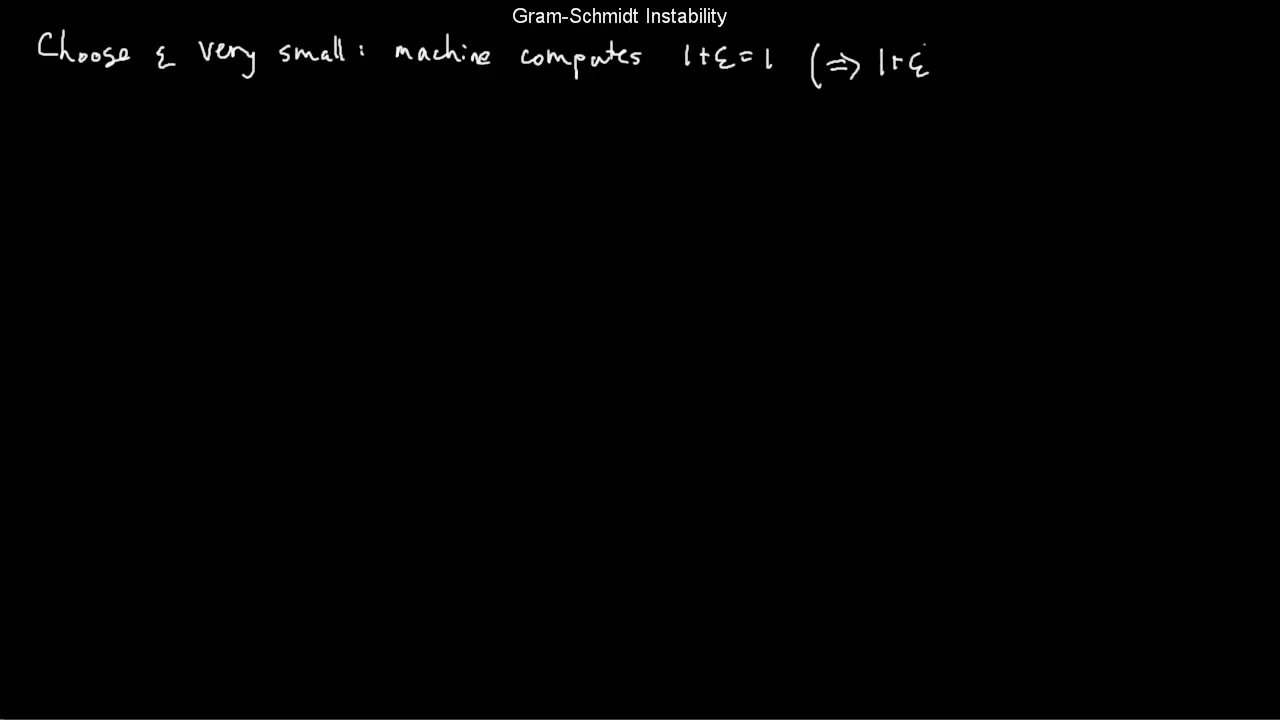 Gram-Schmidt Instability
Choose ε very small: machine computes 1+ε=1 (⇒ 1+ε